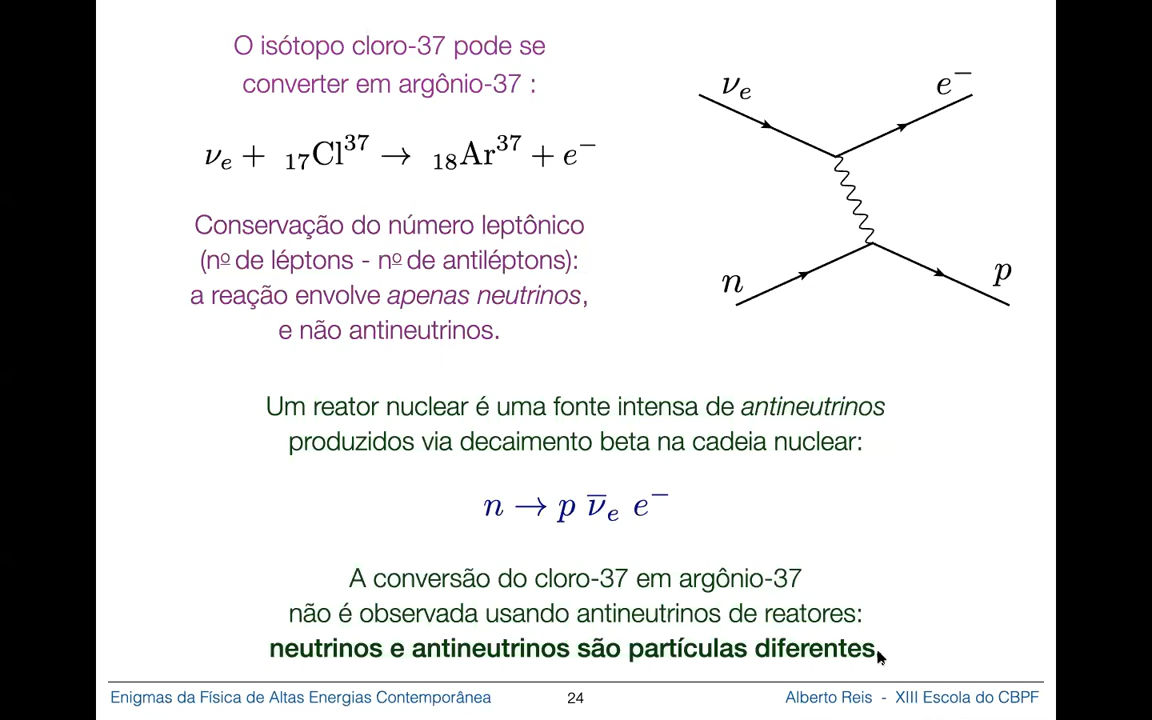 O isótopo cloro-37 pode se
converter em argônio-37 :
νₑ + ₁₇Cl³⁷ → ₁₈Ar³⁷ + e⁻
Conservação do número leptônico
(nº de léptons - nº de antiléptons):
a reação envolve apenas neutrinos,
e não antineutrinos.
νₑ
e⁻
n
p
Um reator nuclear é uma fonte intensa de antineutrinos
produzidos via decaimento beta na cadeia nuclear:
n → p ν̅ₑ e⁻
A conversão do cloro-37 em argônio-37
não é observada usando antineutrinos de reatores:
neutrinos e antineutrinos são partículas diferentes.
Enigmas da Física de Altas Energias Contemporânea
24
Alberto Reis - XIII Escola do CBPF